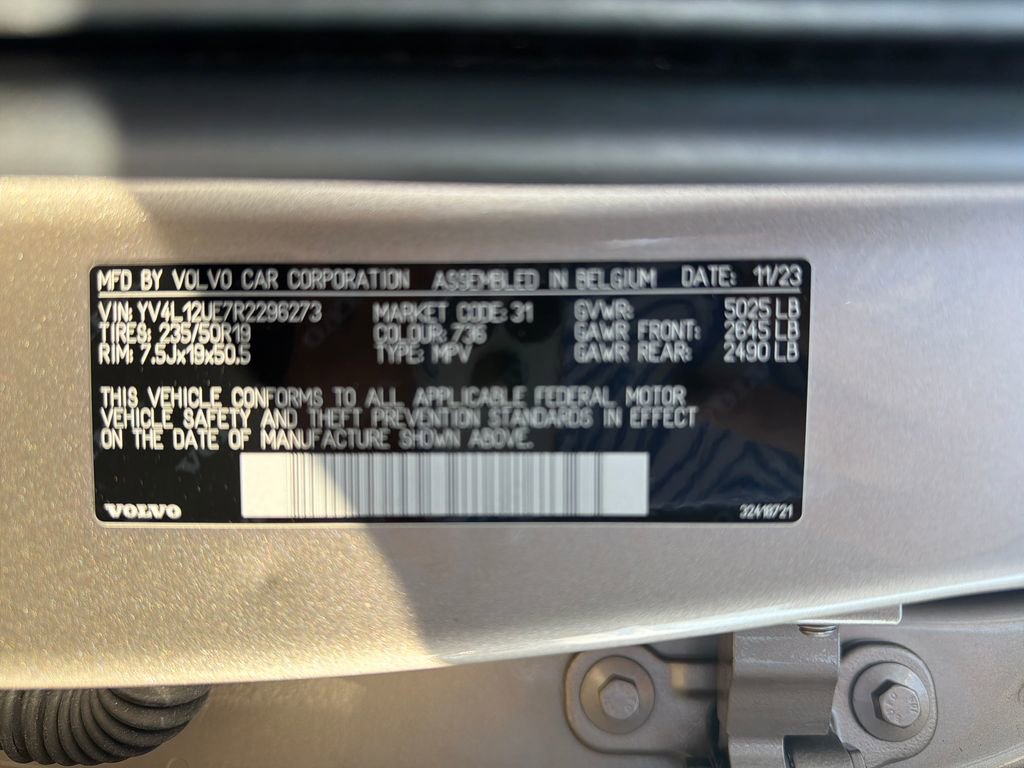 MFD BY VOLVO CAR CORPORATION ASSEMBLED IN BELGIUM DATE: 11/23
VIN: YV4L12UE7R2296273 MARKET CODE: 31 GVWR: 5025 LB
TIRES: 235/50R19 COLOUR: 736 GAWR FRONT: 2645 LB
RIM: 7.5Jx19x50.5 TYPE: MPV GAWR REAR: 2490 LB
THIS VEHICLE CONFORMS TO ALL APPLICABLE FEDERAL MOTOR
VEHICLE SAFETY AND THEFT PREVENTION STANDARDS IN EFFECT
ON THE DATE OF MANUFACTURE SHOWN ABOVE.
VOLVO 32418721